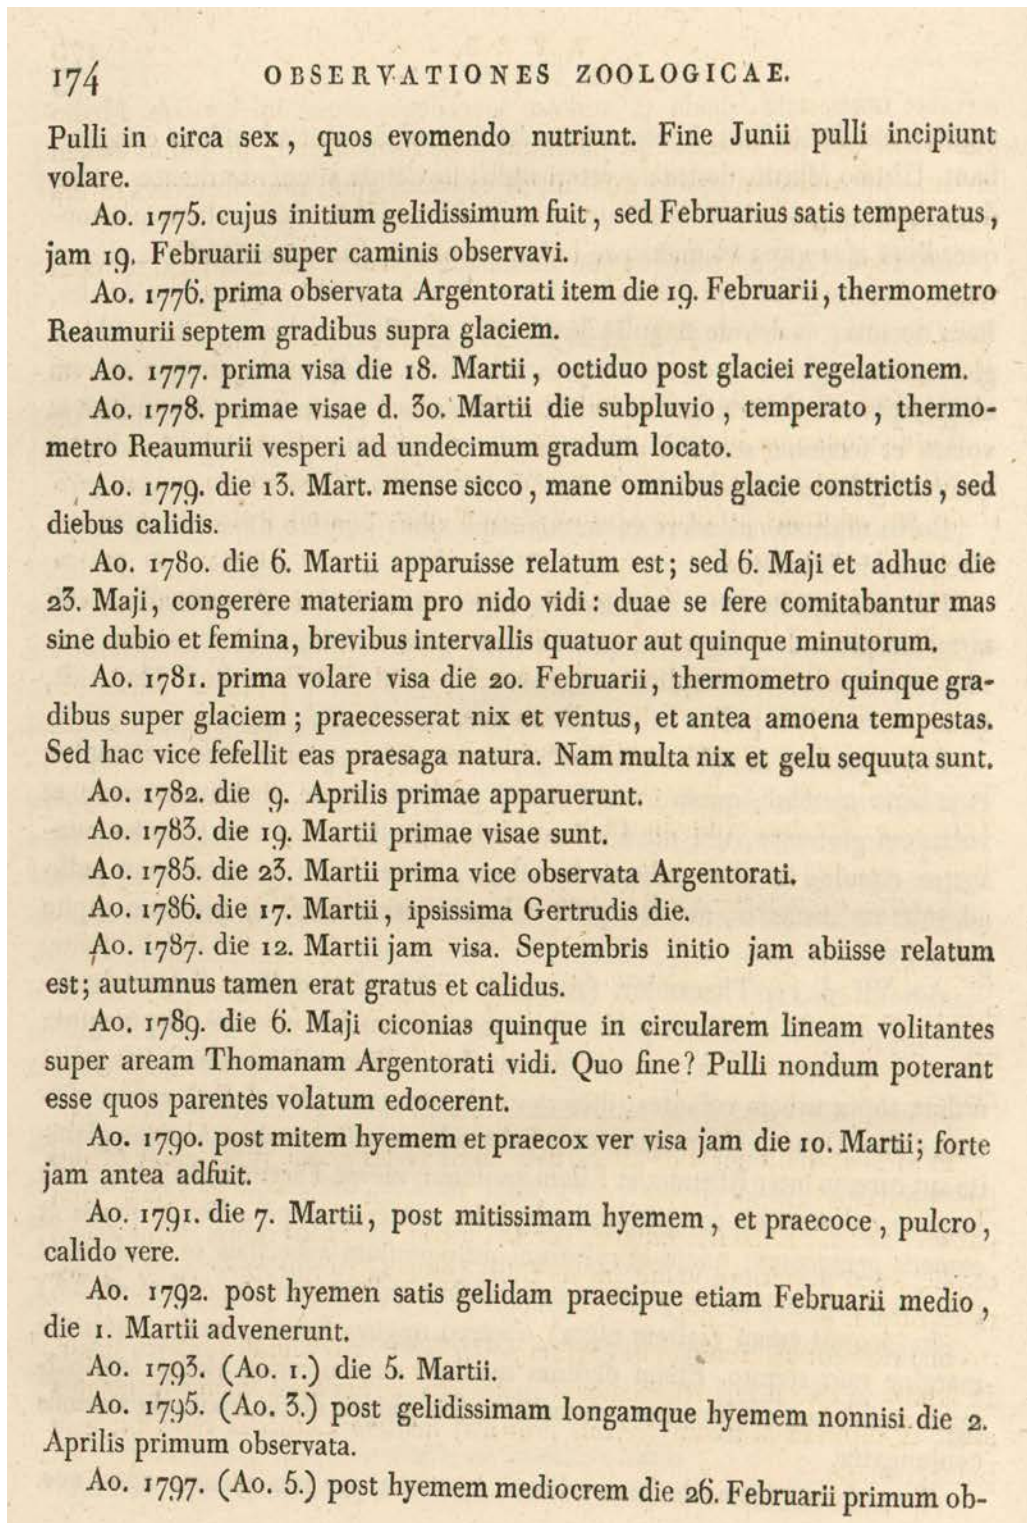 174 OBSERVATIONES ZOOLOGICAE.
Pulli in circa sex, quos evomendo nutriunt. Fine Junii pulli incipiunt
volare.
Ao. 1775. cujus initium gelidissimum fuit, sed Februarius satis temperatus,
jam 19. Februarii super caminis observavi.
Ao. 1776. prima observata Argentorati item die 19. Februarii, thermometro
Reaumurii septem gradibus supra glaciem.
Ao. 1777. prima visa die 18. Martii, octiduo post glaciei regelationem.
Ao. 1778. primae visae d. 30. Martii die subpluvio, temperato, thermo-
metro Reaumurii vesperi ad undecimum gradum locato.
Ao. 1779. die 13. Mart. mense sicco, mane omnibus glacie constrictis, sed
diebus calidis.
Ao. 1780. die 6. Martii apparuisse relatum est; sed 6. Maji et adhuc die
23. Maji, congerere materiam pro nido vidi: duae se fere comitabantur mas
sine dubio et femina, brevibus intervallis quatuor aut quinque minutorum.
Ao. 1781. prima volare visa die 20. Februarii, thermometro quinque gra-
dibus super glaciem; praecesserat nix et ventus, et antea amoena tempestas.
Sed hac vice fefellit eas praesaga natura. Nam multa nix et gelu sequuta sunt.
Ao. 1782. die 9. Aprilis primae apparuerunt.
Ao. 1783. die 19. Martii primae visae sunt.
Ao. 1785. die 23. Martii prima vice observata Argentorati.
Ao. 1786. die 17. Martii, ipsissima Gertrudis die.
Ao. 1787. die 12. Martii jam visa. Septembris initio jam abiisse relatum
est; autumnus tamen erat gratus et calidus.
Ao. 1789. die 6. Maji ciconias quinque in circularem lineam volitantes
super aream Thomanam Argentorati vidi. Quo fine? Pulli nondum poterant
esse quos parentes volatum edocerent.
Ao. 1790. post mitem hyemem et praecox ver visa jam die 10. Martii; forte
jam antea adfuit.
Ao. 1791. die 7. Martii, post mitissimam hyemem, et praecoce, pulcro,
calido vere.
Ao. 1792. post hyemen satis gelidam praecipue etiam Februarii medio,
die 1. Martii advenerunt.
Ao. 1793. (Ao. 1.) die 5. Martii.
Ao. 1795. (Ao. 3.) post gelidissimam longamque hyemem nonnisi die 2.
Aprilis primum observata.
Ao. 1797. (Ao. 5.) post hyemem mediocrem die 26. Februarii primum ob-